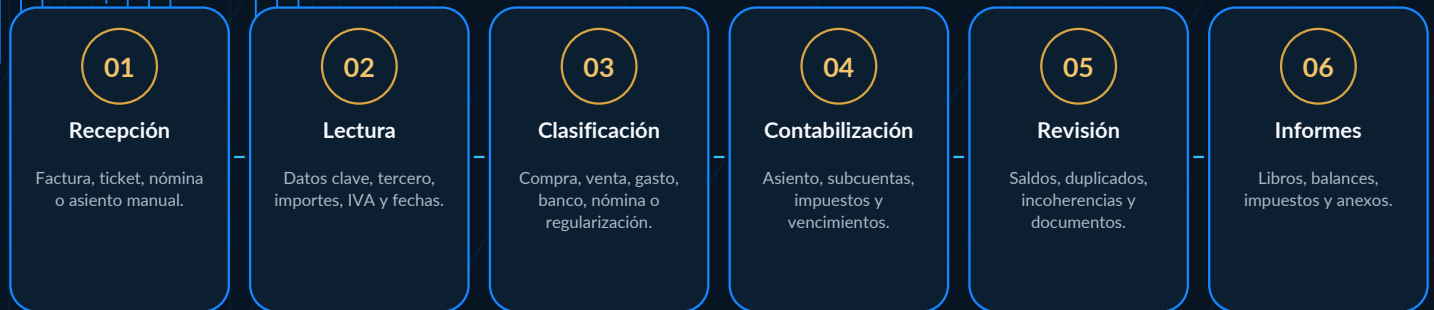 01
Recepción
Factura, ticket, nómina
o asiento manual.
02
Lectura
Datos clave, tercero,
importes, IVA y fechas.
03
Clasificación
Compra, venta, gasto,
banco, nómina o
regularización.
04
Contabilización
Asiento, subcuentas,
impuestos y
vencimientos.
05
Revisión
Saldos, duplicados,
incoherencias y
documentos.
06
Informes
Libros, balances,
impuestos y anexos.